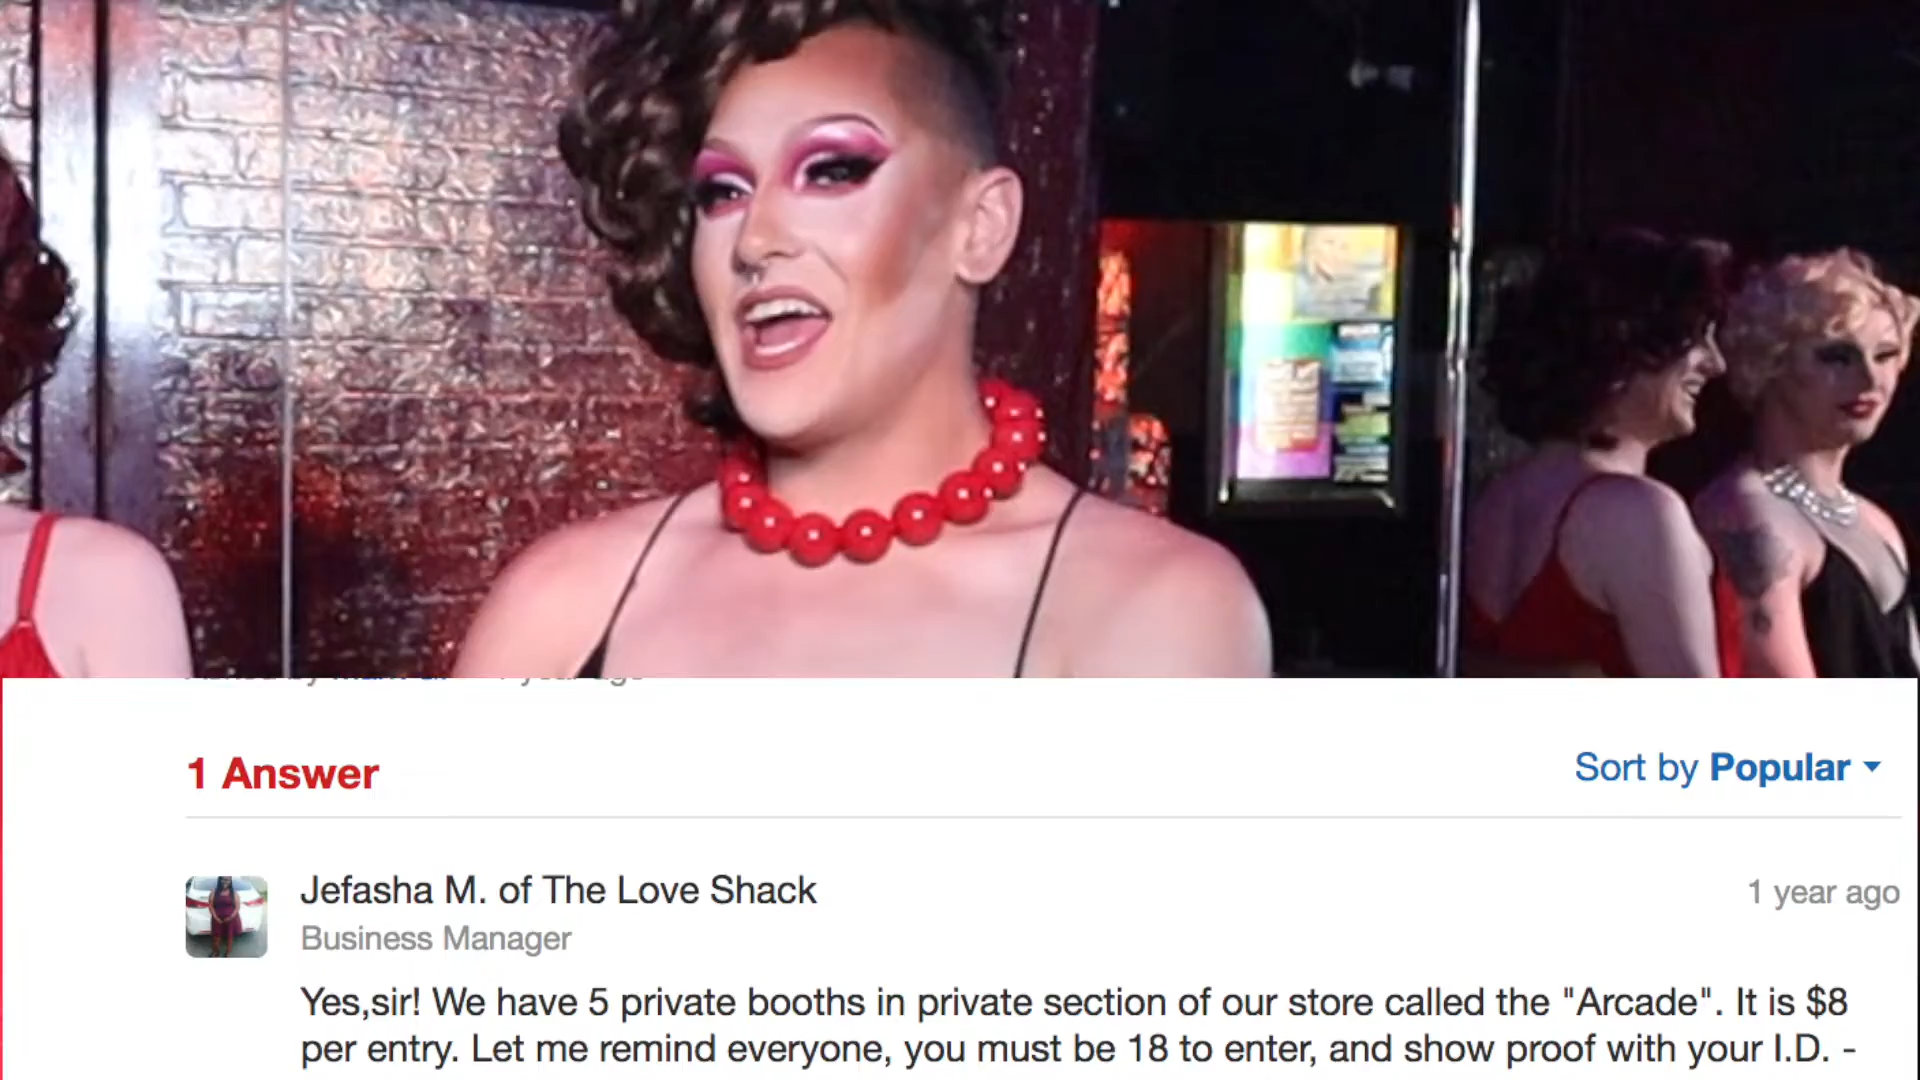 1 Answer
Sort by Popular
Jefasha M. of The Love Shack
1 year ago
Business Manager
Yes,sir! We have 5 private booths in private section of our store called the "Arcade". It is $8
per entry. Let me remind everyone, you must be 18 to enter, and show proof with your I.D. -